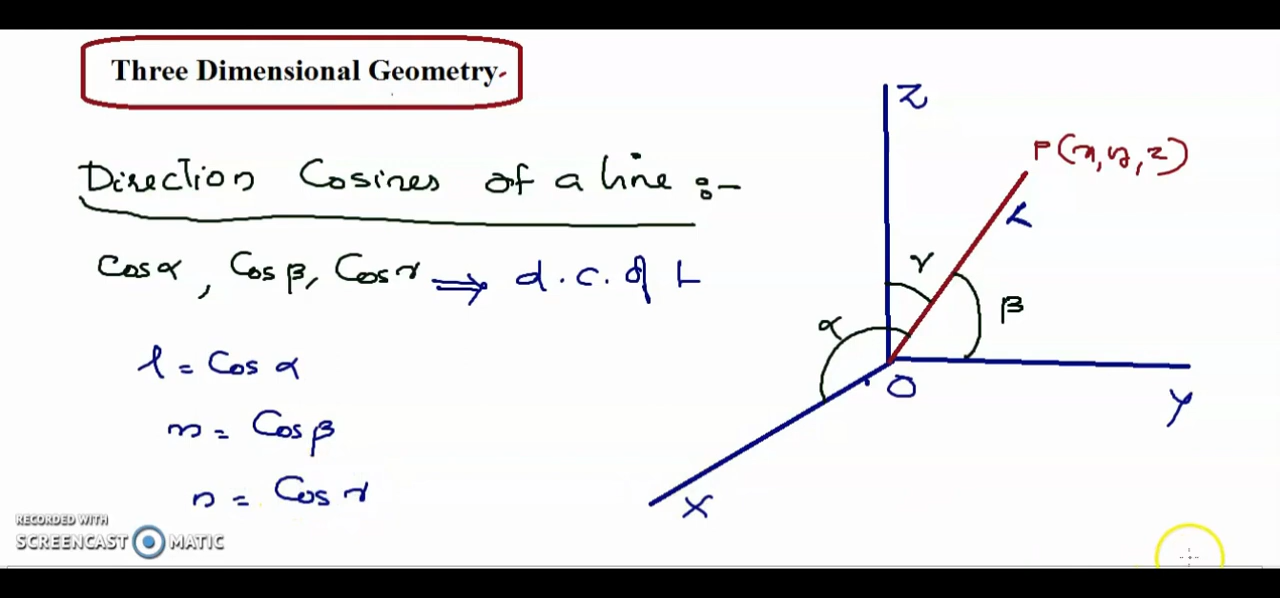 Three Dimensional Geometry
Direction Cosines of a line :-
Cos α, Cos β, Cos γ ⇒ d.c. of L
l = Cos α
m = Cos β
n = Cos γ
Z
P(x, y, z)
L
γ
β
α
O
Y
X
RECORDED WITH
SCREENCAST MATIC